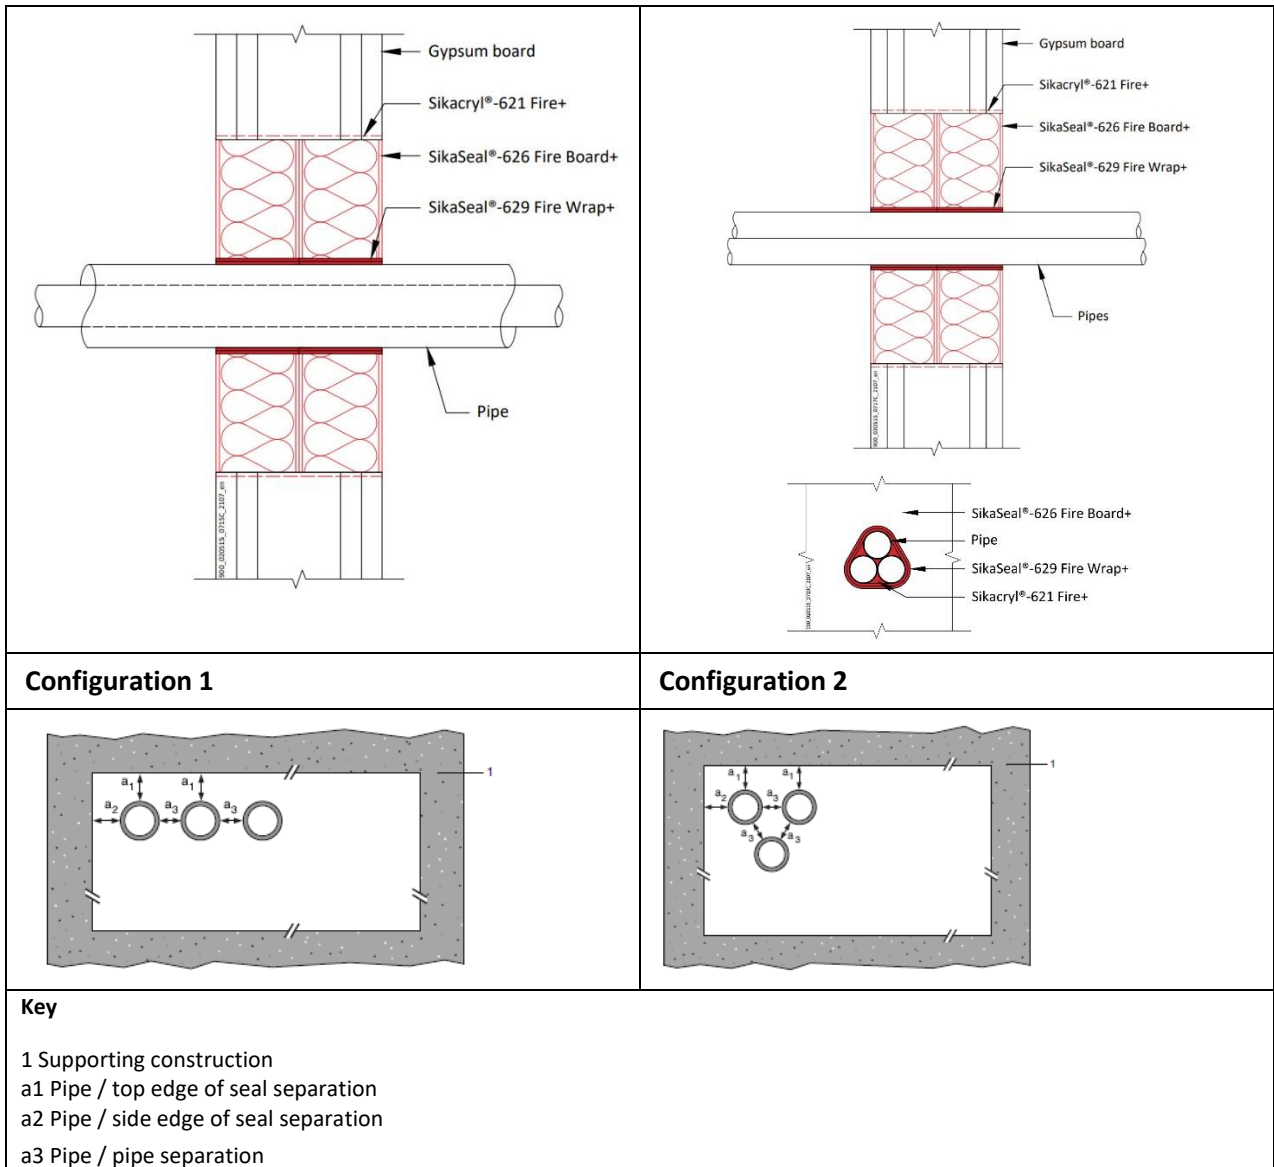 Gypsum board
Sikacryl®-621 Fire+
SikaSeal®-626 Fire Board+
SikaSeal®-629 Fire Wrap+
Pipe
900_020S1S_0715C_2107_en
Gypsum board
Sikacryl®-621 Fire+
SikaSeal®-626 Fire Board+
SikaSeal®-629 Fire Wrap+
Pipes
900_020S1S_0717C_2107_en
SikaSeal®-626 Fire Board+
Pipe
SikaSeal®-629 Fire Wrap+
Sikacryl®-621 Fire+
Configuration 1
Configuration 2
a1 a1
a2 a3 a3
1
a1 a1
a2 a3
a3 a3
1
Key
1 Supporting construction
a1 Pipe / top edge of seal separation
a2 Pipe / side edge of seal separation
a3 Pipe / pipe separation